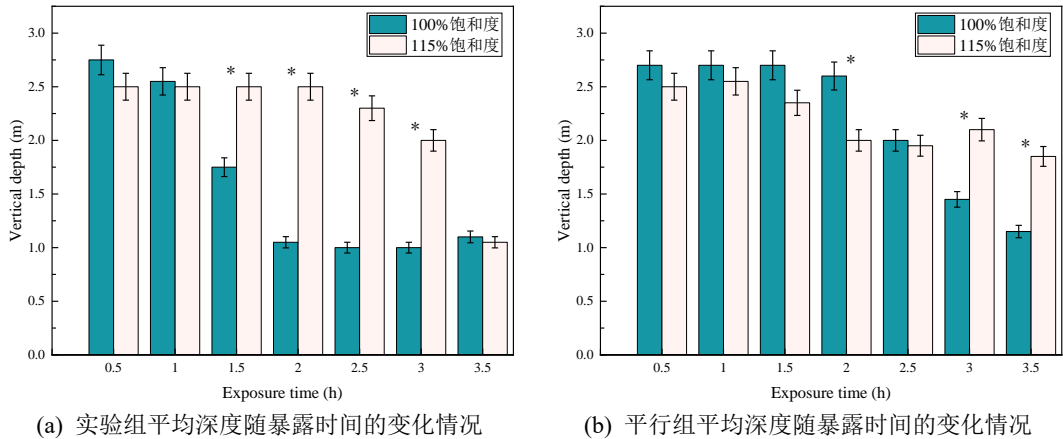 100%饱和度
115%饱和度
3.0
2.5
2.0
1.5
1.0
0.5
0.0
Vertical depth (m)
* * * *
0.5 1 1.5 2 2.5 3 3.5
Exposure time (h)
(a) 实验组平均深度随暴露时间的变化情况
100%饱和度
115%饱和度
3.0
2.5
2.0
1.5
1.0
0.5
0.0
Vertical depth (m)
* * *
0.5 1 1.5 2 2.5 3 3.5
Exposure time (h)
(b) 平行组平均深度随暴露时间的变化情况